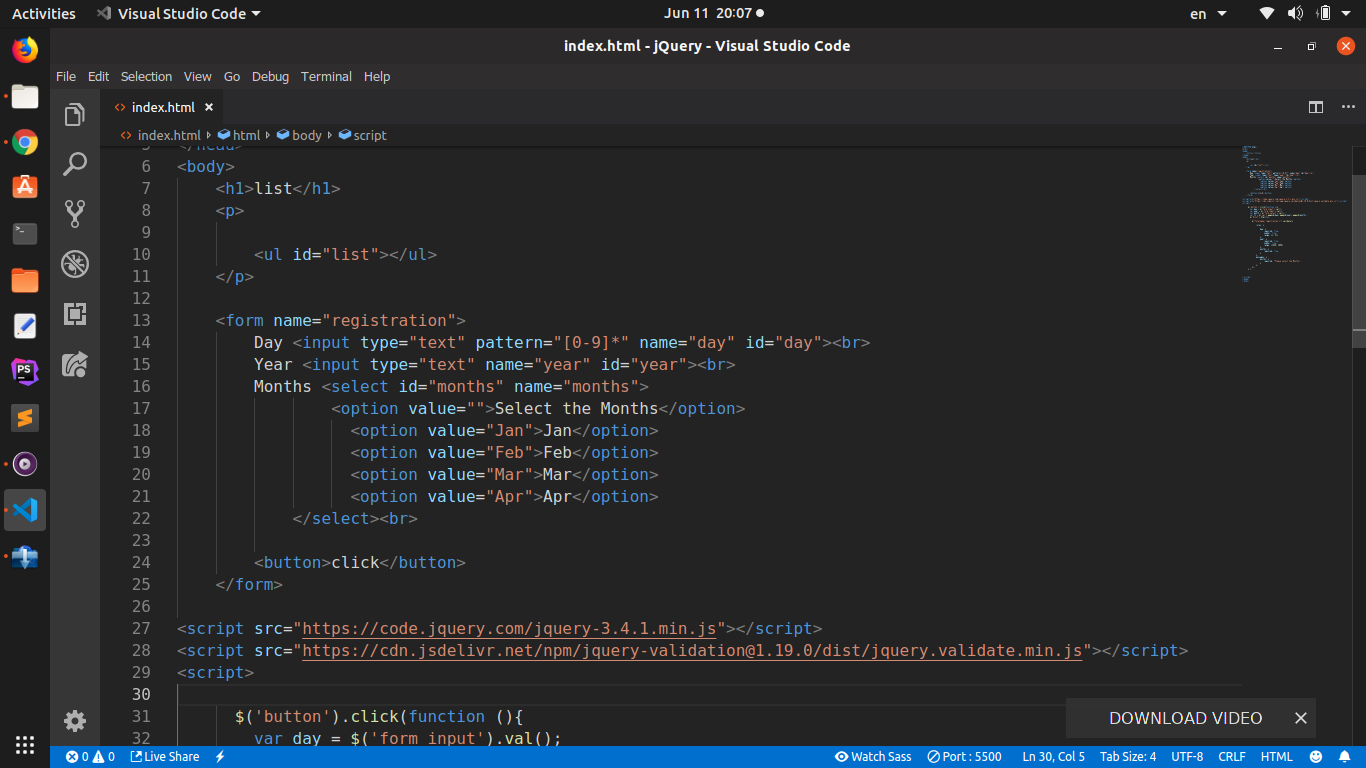 Activities Visual Studio Code Jun 11 20:07 en
index.html - jQuery - Visual Studio Code
File Edit Selection View Go Debug Terminal Help
index.html
index.html html body script
5 </head>
6 <body>
7 <h1>list</h1>
8 <p>
9
10 <ul id="list"></ul>
11 </p>
12
13 <form name="registration">
14 Day <input type="text" pattern="[0-9]*" name="day" id="day"><br>
15 Year <input type="text" name="year" id="year"><br>
16 Months <select id="months" name="months">
17 <option value="">Select the Months</option>
18 <option value="Jan">Jan</option>
19 <option value="Feb">Feb</option>
20 <option value="Mar">Mar</option>
21 <option value="Apr">Apr</option>
22 </select><br>
23
24 <button>click</button>
25 </form>
26
27 <script src="https://code.jquery.com/jquery-3.4.1.min.js"></script>
28 <script src="https://cdn.jsdelivr.net/npm/jquery-validation@1.19.0/dist/jquery.validate.min.js"></script>
29 <script>
30
31 $('button').click(function (){
32 var day = $('form input').val();
DOWNLOAD VIDEO
0 0 Live Share Watch Sass Port : 5500 Ln 30, Col 5 Tab Size: 4 UTF-8 CRLF HTML